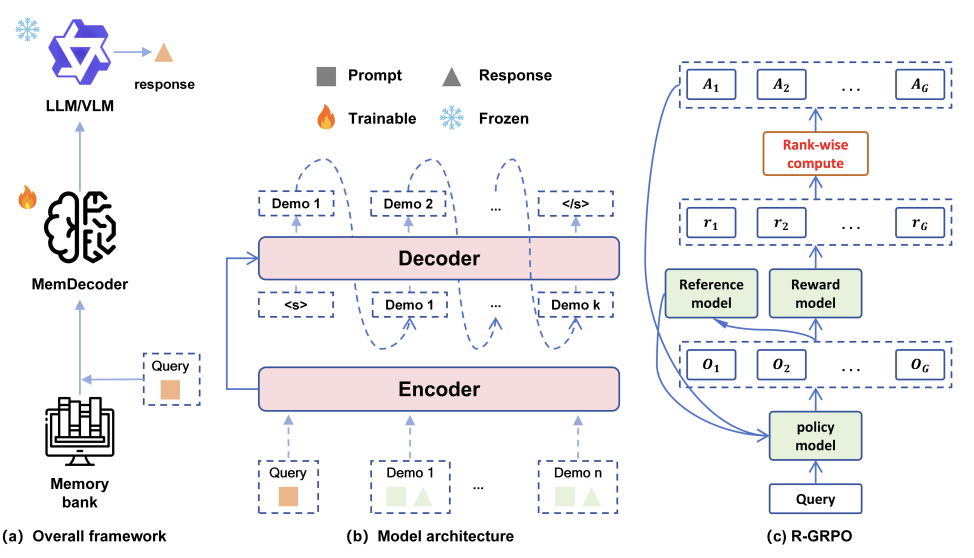 response
LLM/VLM
MemDecoder
Query
Memory
bank
(a) Overall framework
Prompt
Response
Trainable
Frozen
Demo 1
Demo 2
...
</s>
Decoder
<s>
Demo 1
...
Demo k
Encoder
Query
Demo 1
...
Demo n
(b) Model architecture
A1 A2 ... AG
Rank-wise
compute
r1 r2 ... rG
Reference
model
Reward
model
O1 O2 ... OG
policy
model
Query
(c) R-GRPO